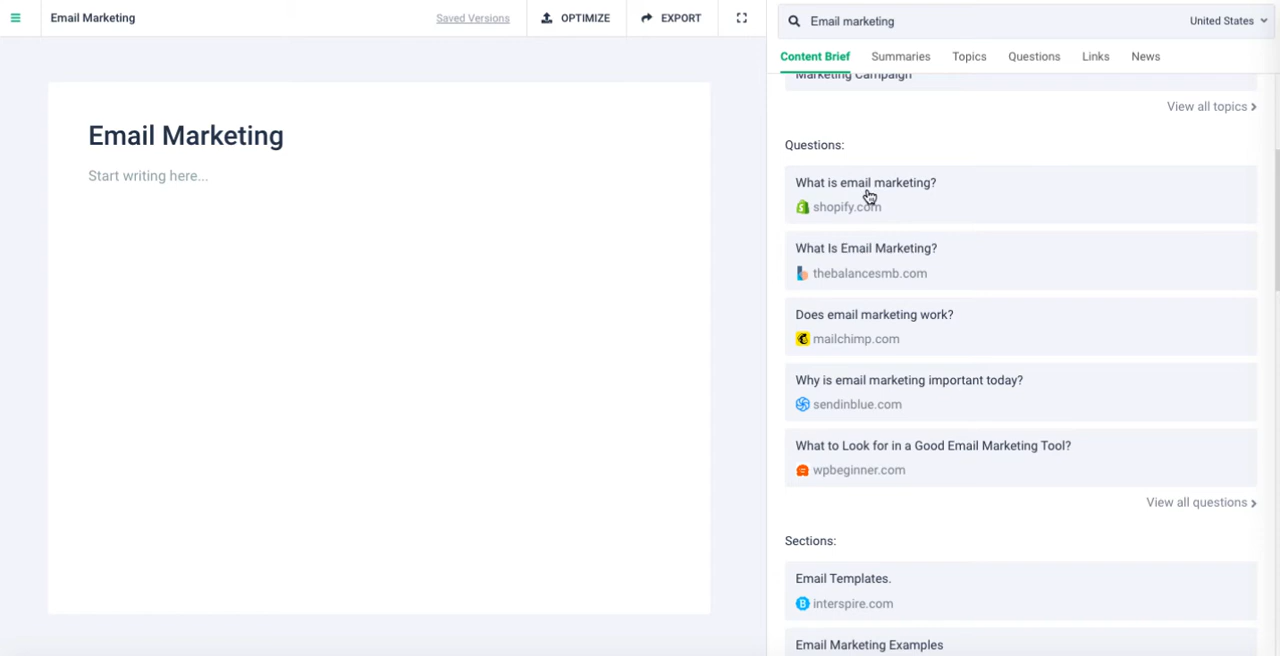 Email Marketing
Saved Versions
OPTIMIZE
EXPORT
Email Marketing
Start writing here...
Email marketing
United States
Content Brief
Summaries
Topics
Questions
Links
News
Marketing Campaign
View all topics
Questions:
What is email marketing?
shopify.com
What Is Email Marketing?
thebalancesmb.com
Does email marketing work?
mailchimp.com
Why is email marketing important today?
sendinblue.com
What to Look for in a Good Email Marketing Tool?
wpbeginner.com
View all questions
Sections:
Email Templates.
interspire.com
Email Marketing Examples